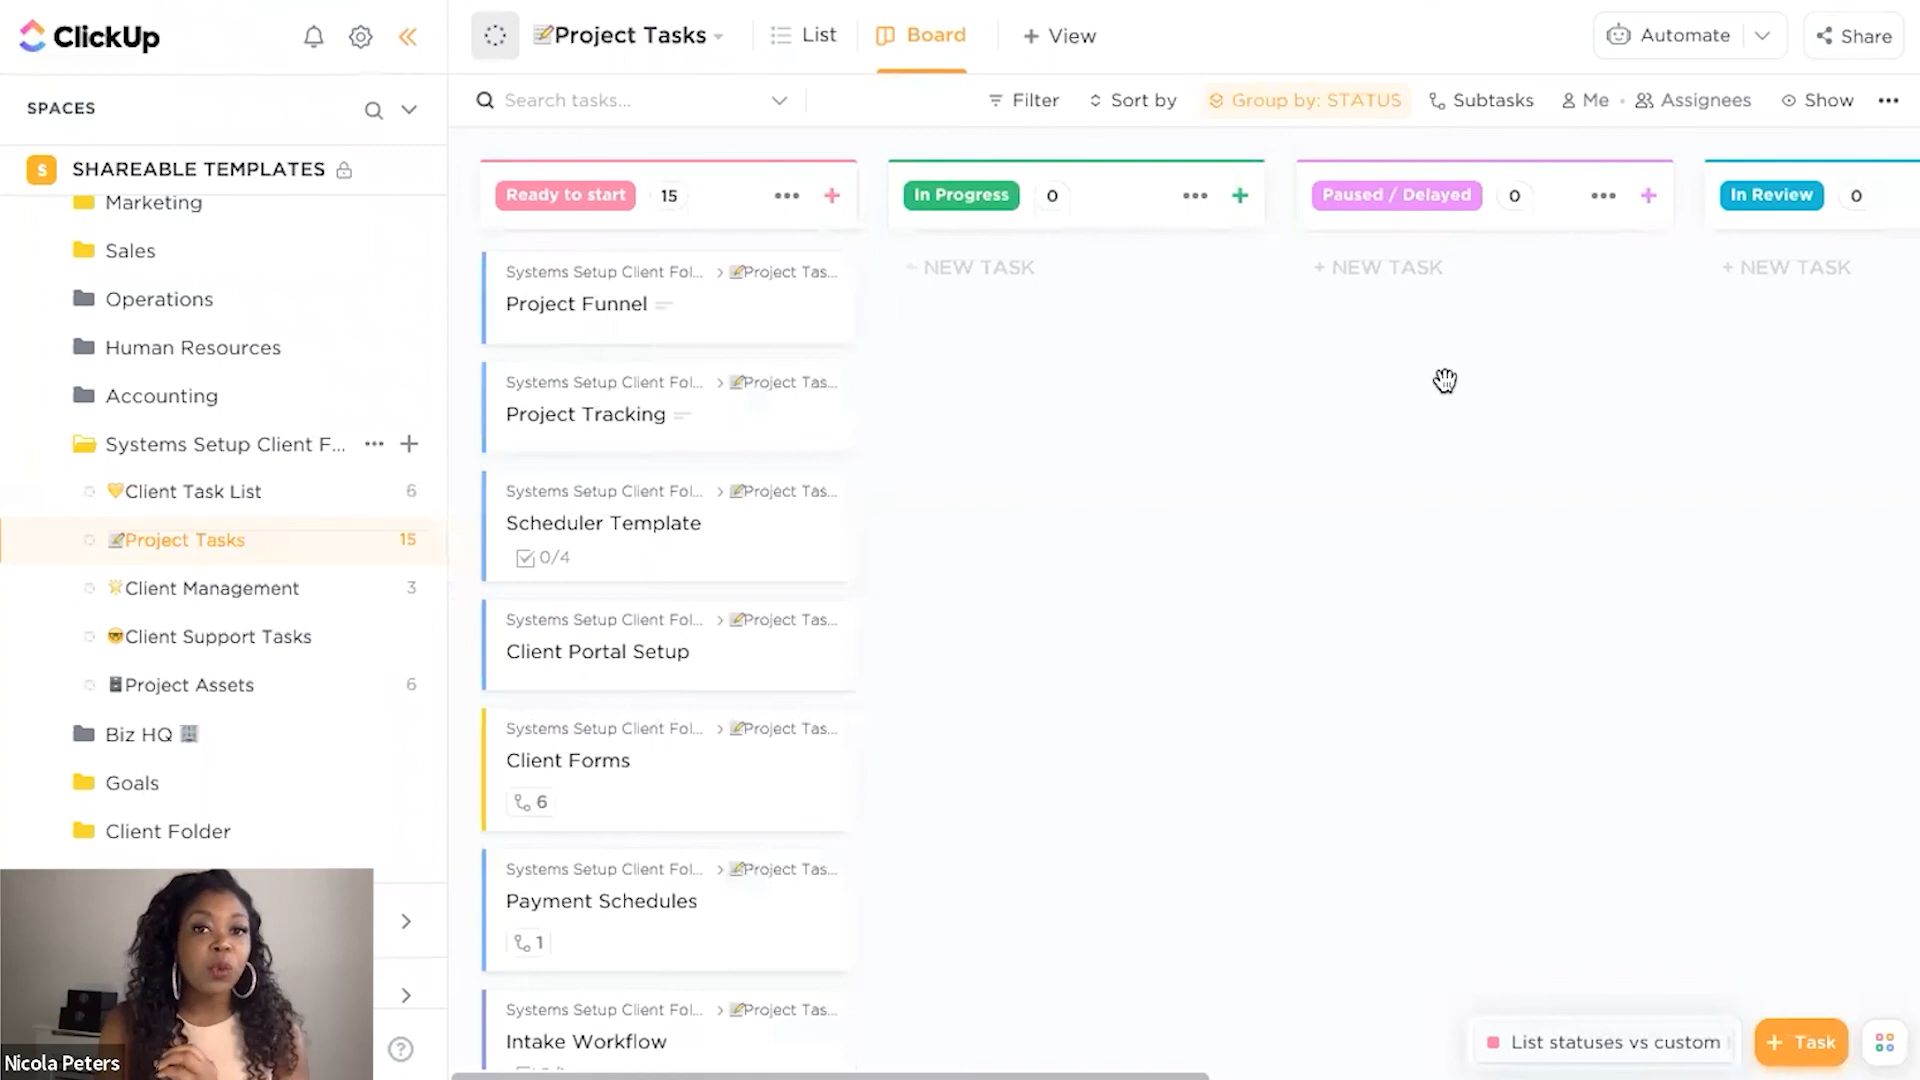 ClickUp
Project Tasks
List
Board
+ View
Automate
Share
SPACES
Search tasks...
Filter
Sort by
Group by: STATUS
Subtasks
Me
Assignees
Show
S
SHAREABLE TEMPLATES
Marketing
Sales
Operations
Human Resources
Accounting
Systems Setup Client F...
Client Task List 6
Project Tasks 15
Client Management 3
Client Support Tasks
Project Assets 6
Biz HQ
Goals
Client Folder
Nicola Peters
Ready to start 15
Systems Setup Client Fol... > Project Tas...
Project Funnel
Systems Setup Client Fol... > Project Tas...
Project Tracking
Systems Setup Client Fol... > Project Tas...
Scheduler Template
0/4
Systems Setup Client Fol... > Project Tas...
Client Portal Setup
Systems Setup Client Fol... > Project Tas...
Client Forms
6
Systems Setup Client Fol... > Project Tas...
Payment Schedules
1
Systems Setup Client Fol... > Project Tas...
Intake Workflow
In Progress 0
+ NEW TASK
Paused / Delayed 0
+ NEW TASK
In Review 0
+ NEW TASK
List statuses vs custom
+ Task